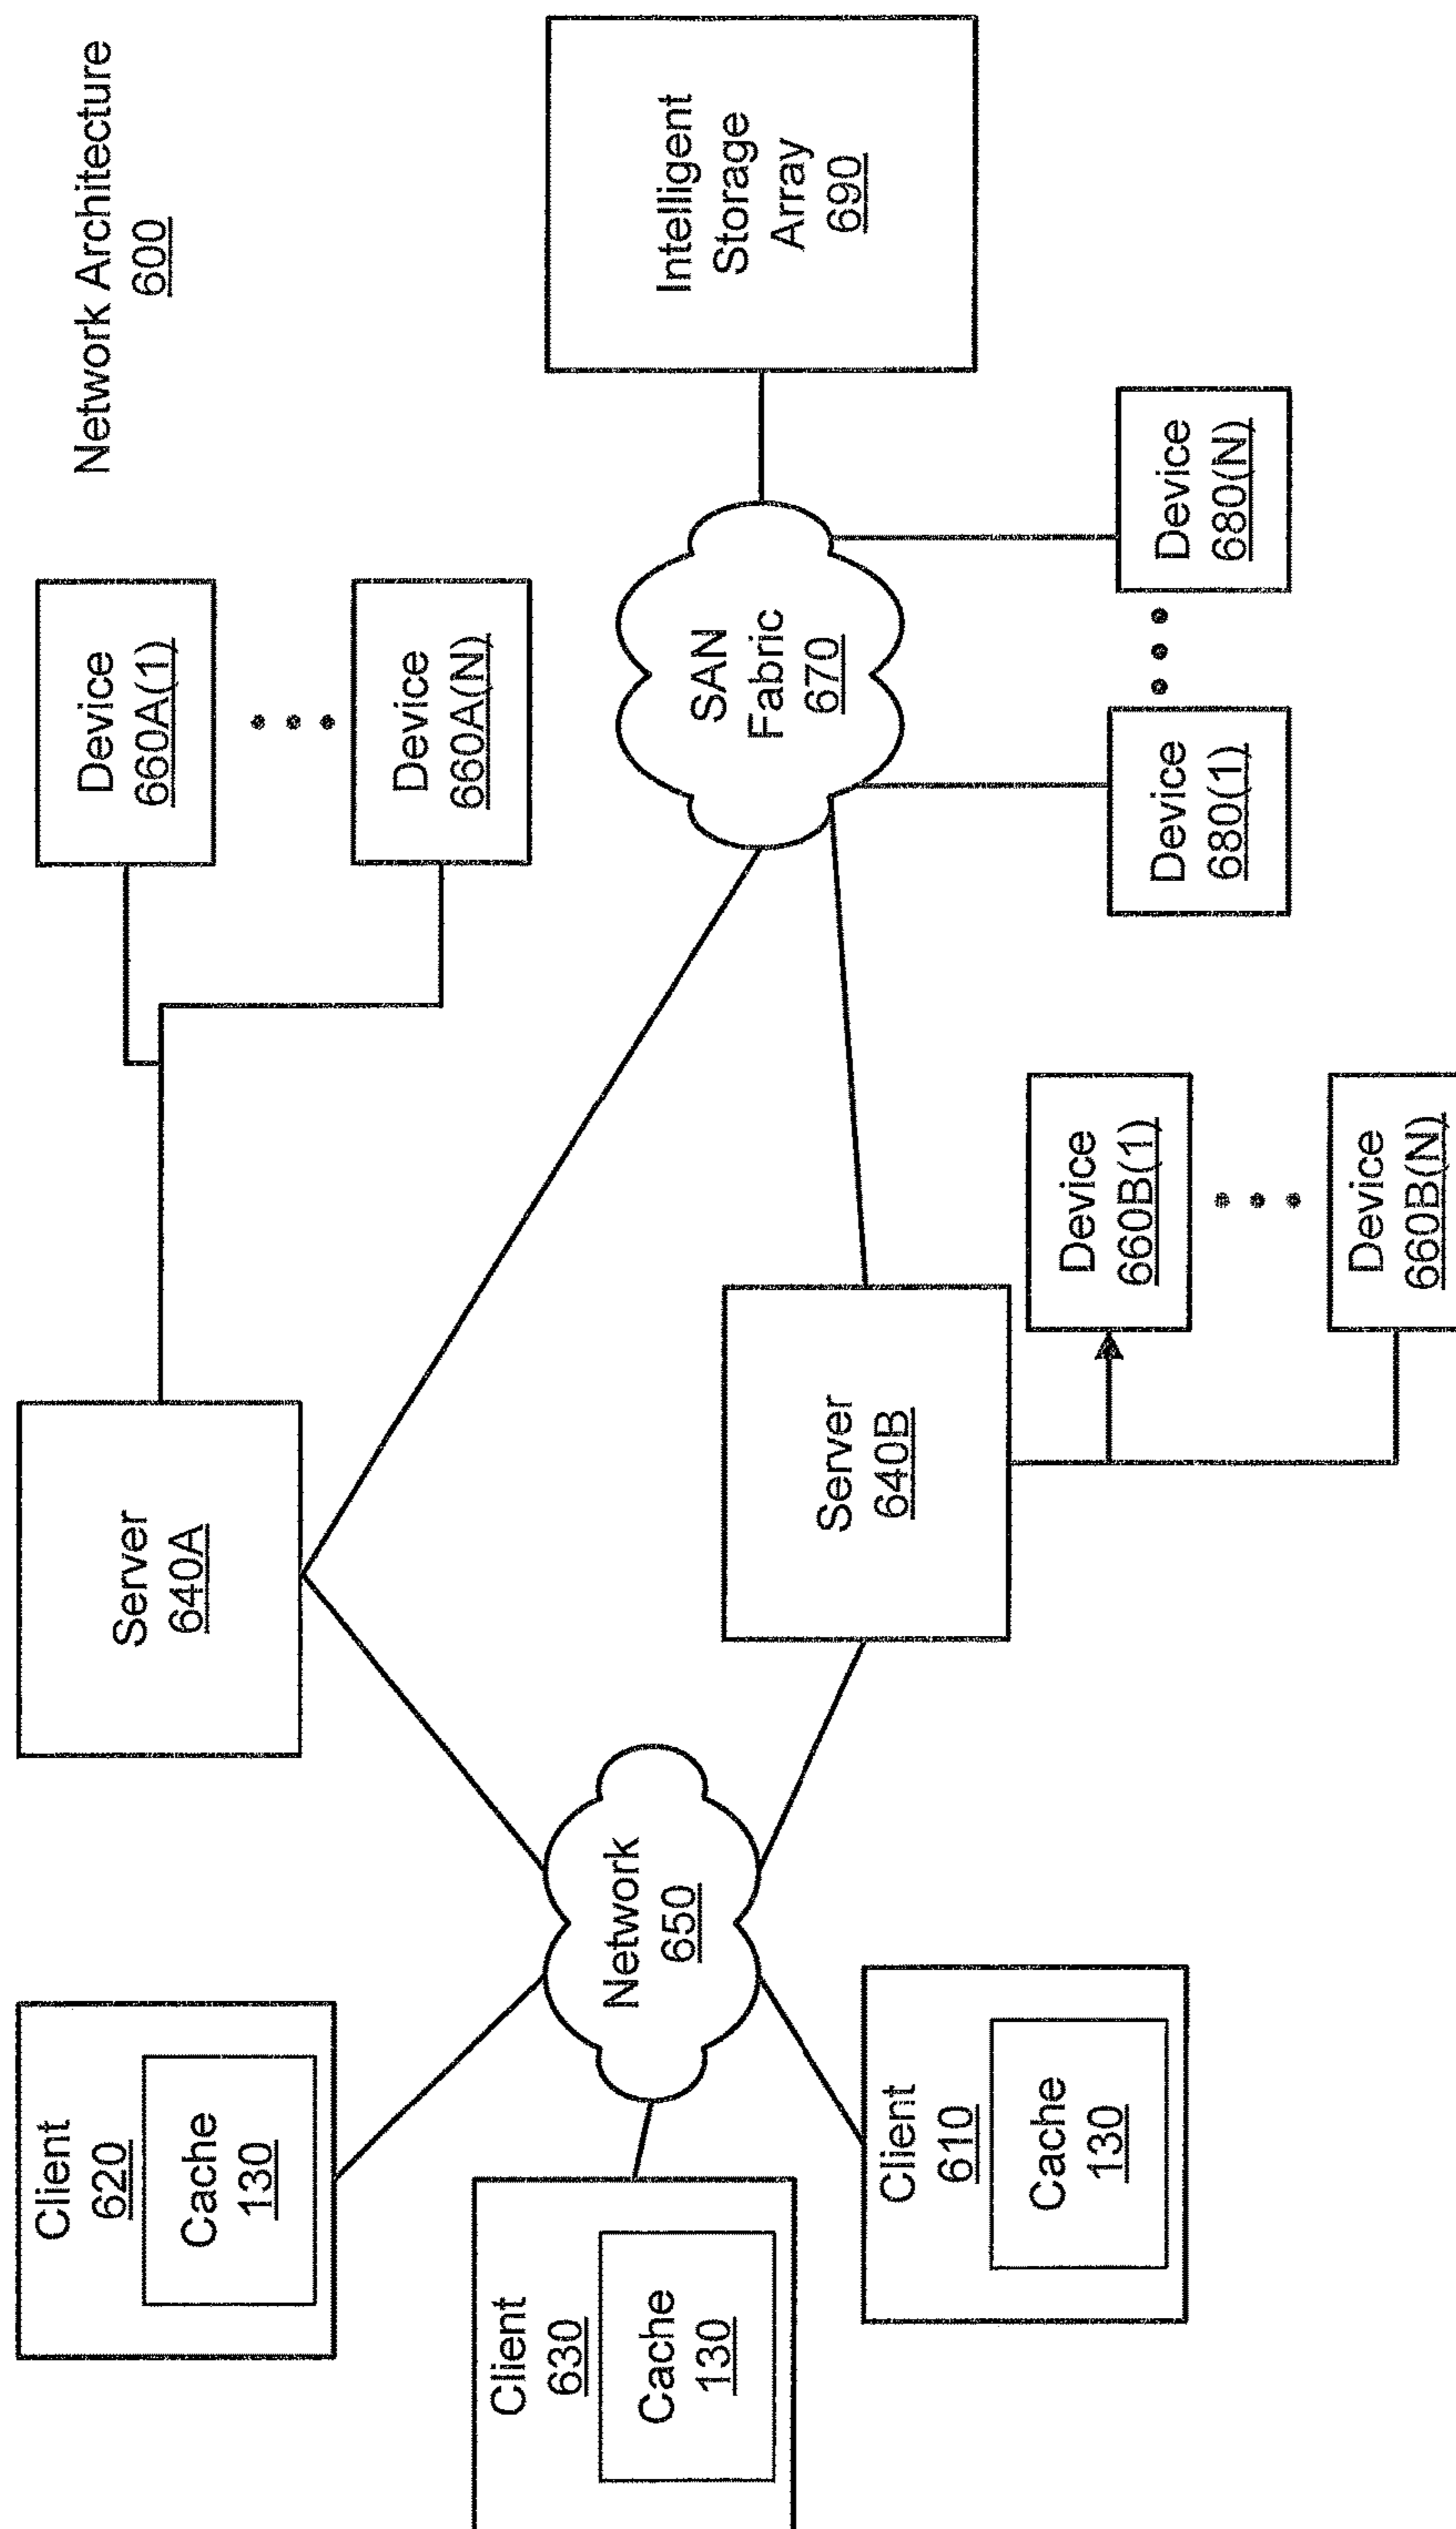 Network Architecture
600
Client
620
Cache
130
Client
630
Cache
130
Client
610
Cache
130
Network
650
Server
640A
Server
640B
Device
660A(1)
Device
660A(N)
Device
660B(1)
Device
660B(N)
SAN
Fabric
670
Device
680(1)
Device
680(N)
Intelligent
Storage
Array
690